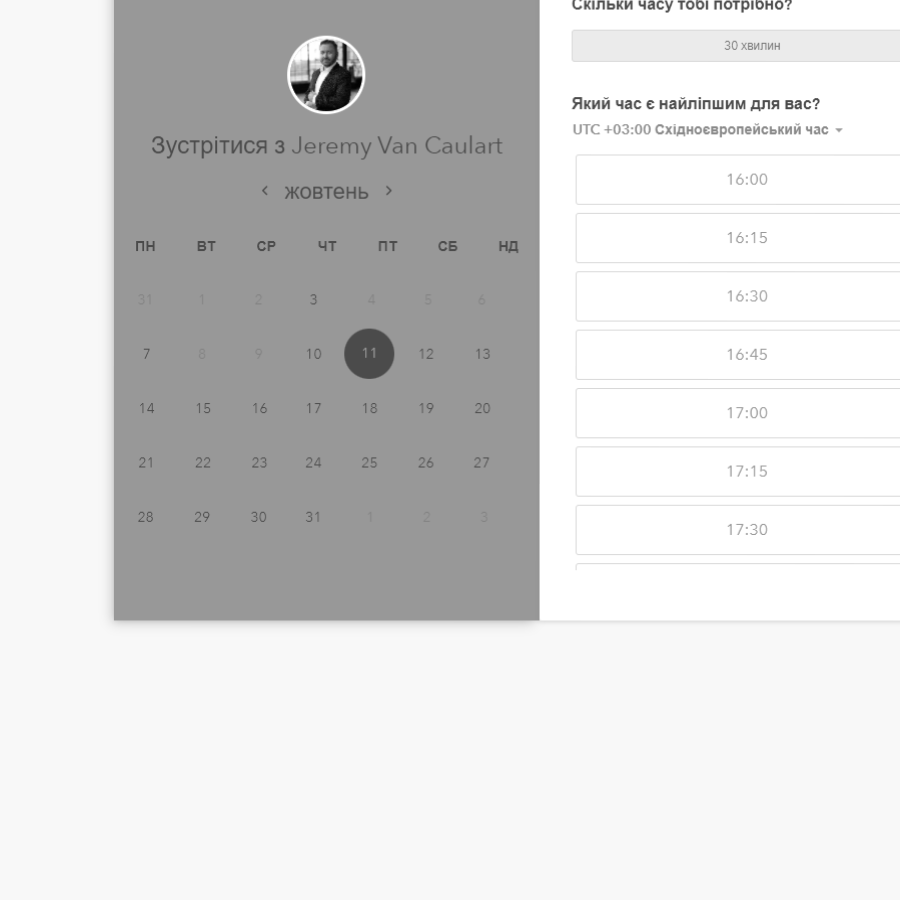 Зустрітися з Jeremy Van Caulart
жовтень
ПН ВТ СР ЧТ ПТ СБ НД
31 1 2 3 4 5 6
7 8 9 10 11 12 13
14 15 16 17 18 19 20
21 22 23 24 25 26 27
28 29 30 31 1 2 3
Скільки часу тобі потрібно?
30 хвилин
Який час є найліпшим для вас?
UTC +03:00 Східноєвропейський час
16:00
16:15
16:30
16:45
17:00
17:15
17:30